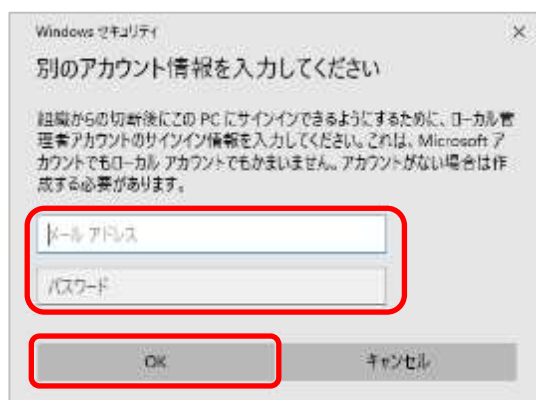 Windows セキュリティ
別のアカウント情報を入力してください
組織からの切断後にこの PC にサインインできるようにするために、ローカル管
理者アカウントのサインイン情報を入力してください。これは、Microsoft ア
カウントでもローカル アカウントでもかまいません。アカウントがない場合は作
成する必要があります。
メール アドレス
パスワード
OK
キャンセル